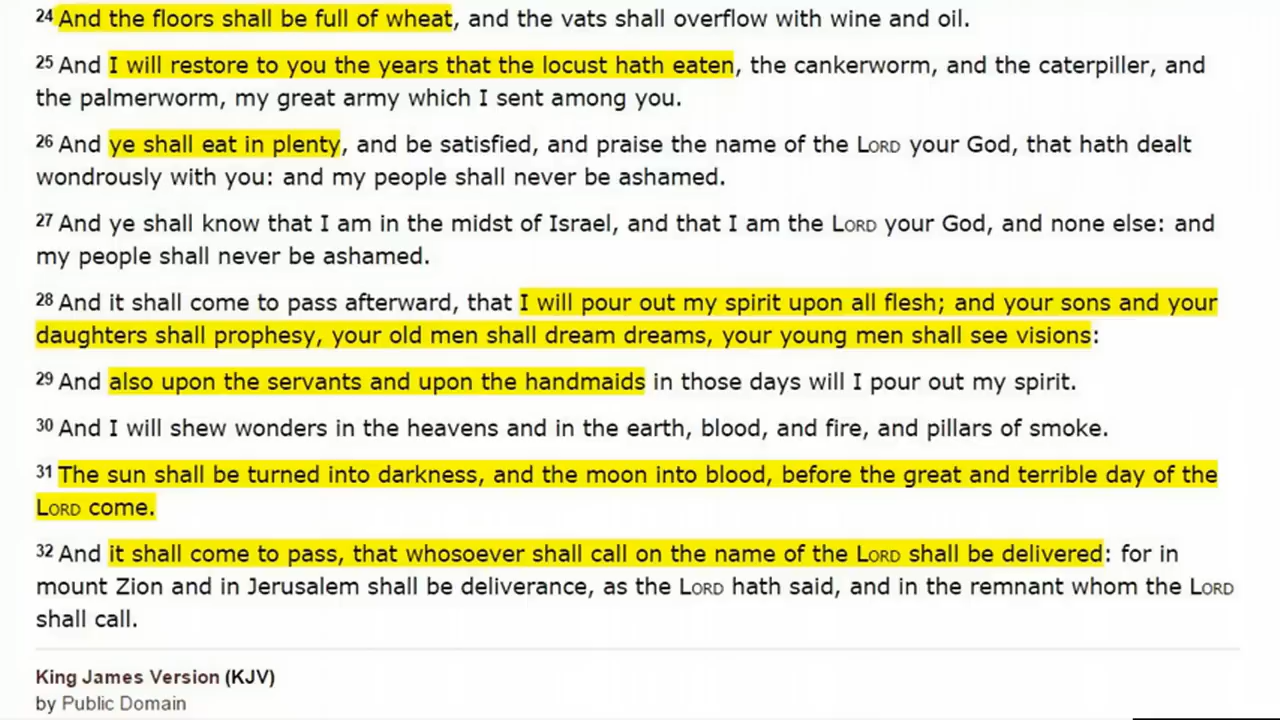 24 And the floors shall be full of wheat, and the vats shall overflow with wine and oil.
25 And I will restore to you the years that the locust hath eaten, the cankerworm, and the caterpiller, and
the palmerworm, my great army which I sent among you.
26 And ye shall eat in plenty, and be satisfied, and praise the name of the LORD your God, that hath dealt
wondrously with you: and my people shall never be ashamed.
27 And ye shall know that I am in the midst of Israel, and that I am the LORD your God, and none else: and
my people shall never be ashamed.
28 And it shall come to pass afterward, that I will pour out my spirit upon all flesh; and your sons and your
daughters shall prophesy, your old men shall dream dreams, your young men shall see visions:
29 And also upon the servants and upon the handmaids in those days will I pour out my spirit.
30 And I will shew wonders in the heavens and in the earth, blood, and fire, and pillars of smoke.
31 The sun shall be turned into darkness, and the moon into blood, before the great and terrible day of the
LORD come.
32 And it shall come to pass, that whosoever shall call on the name of the LORD shall be delivered: for in
mount Zion and in Jerusalem shall be deliverance, as the LORD hath said, and in the remnant whom the LORD
shall call.
King James Version (KJV)
by Public Domain